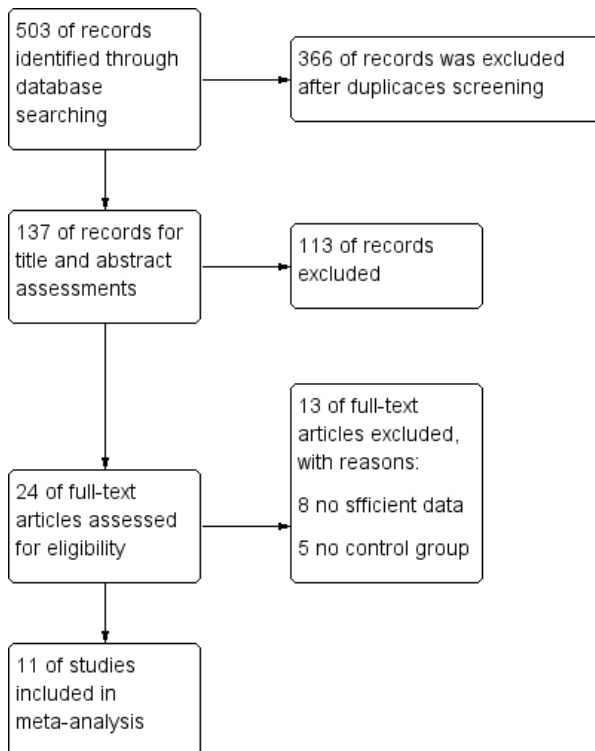 503 of records
identified through
database
searching
366 of records was excluded
after duplicaces screening
137 of records for
title and abstract
assessments
113 of records
excluded
13 of full-text
articles excluded,
with reasons:
8 no sfficient data
5 no control group
24 of full-text
articles assessed
for eligibility
11 of studies
included in
meta-analysis